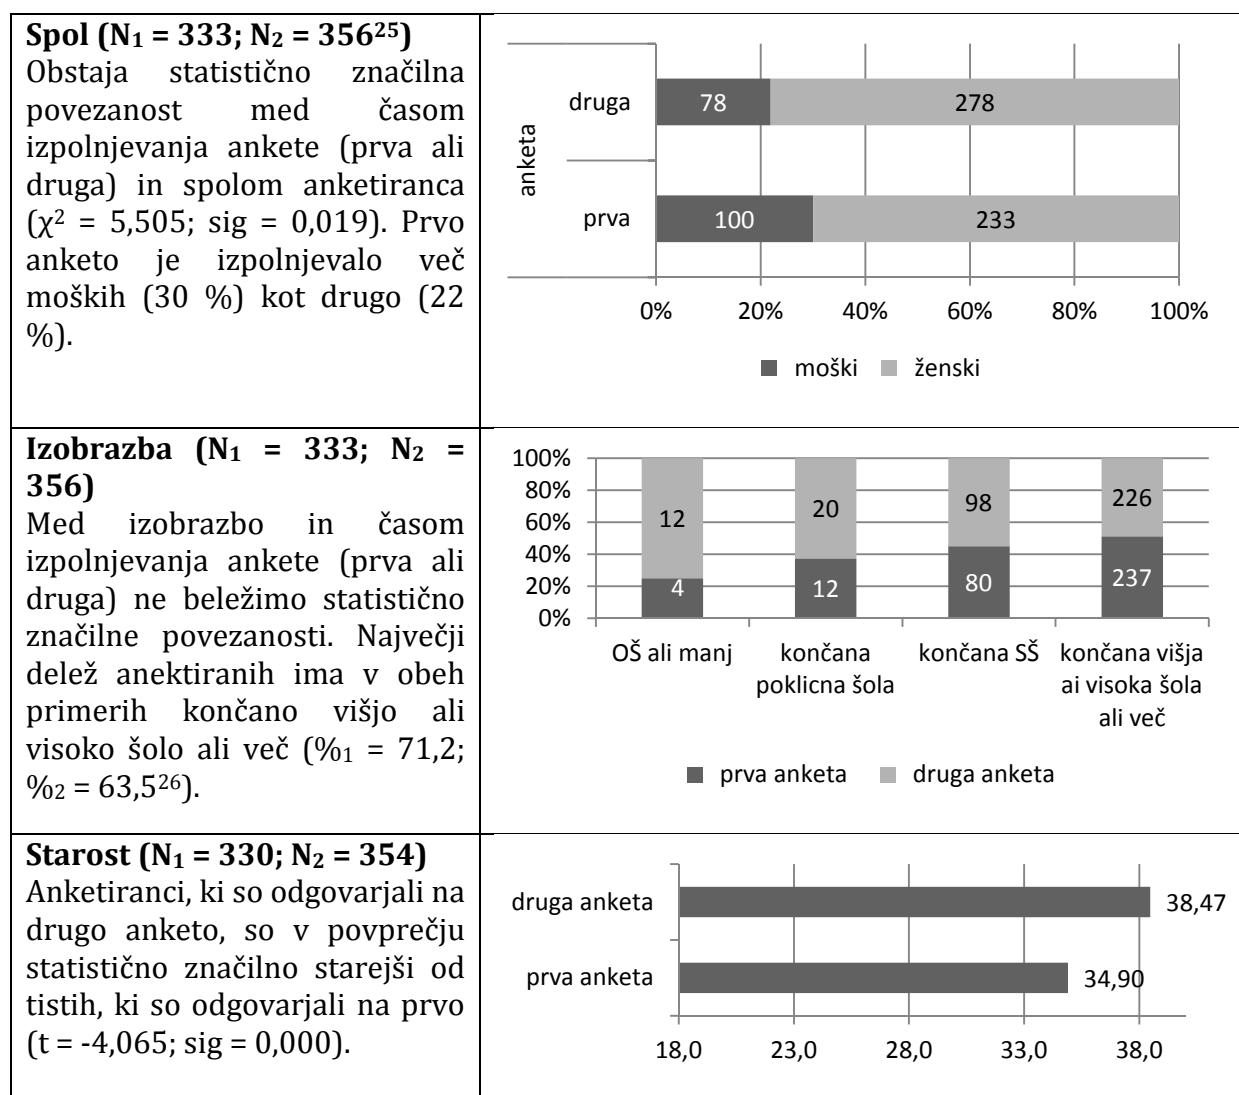 Spol (N₁ = 333; N₂ = 356²⁵)
Obstaja statistično značilna
povezanost med časom
izpolnjevanja ankete (prva ali
druga) in spolom anketiranca
(χ² = 5,505; sig = 0,019). Prvo
anketo je izpolnjevalo več
moških (30 %) kot drugo (22
%).
anketa
druga
78
278
prva
100
233
0% 20% 40% 60% 80% 100%
moški ženski
Izobrazba (N₁ = 333; N₂ =
356)
Med izobrazbo in časom
izpolnjevanja ankete (prva ali
druga) ne beležimo statistično
značilne povezanosti. Največji
delež anektiranih ima v obeh
primerih končano višjo ali
visoko šolo ali več (%₁ = 71,2;
%₂ = 63,5²⁶).
100%
80%
60%
40%
20%
0%
12 20 98 226
4 12 80 237
OŠ ali manj
končana
poklicna šola
končana SŠ
končana višja
ai visoka šola
ali več
prva anketa druga anketa
Starost (N₁ = 330; N₂ = 354)
Anketiranci, ki so odgovarjali na
drugo anketo, so v povprečju
statistično značilno starejši od
tistih, ki so odgovarjali na prvo
(t = -4,065; sig = 0,000).
druga anketa
38,47
prva anketa
34,90
18,0 23,0 28,0 33,0 38,0